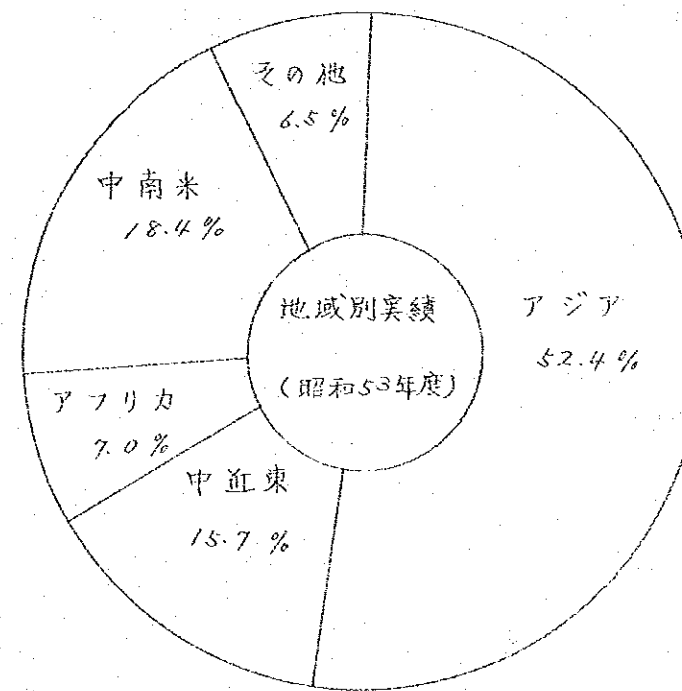 その他
6.5%
中南米
18.4%
地域別実績
(昭和53年度)
アジア
52.4%
アフリカ
7.0%
中近東
15.7%